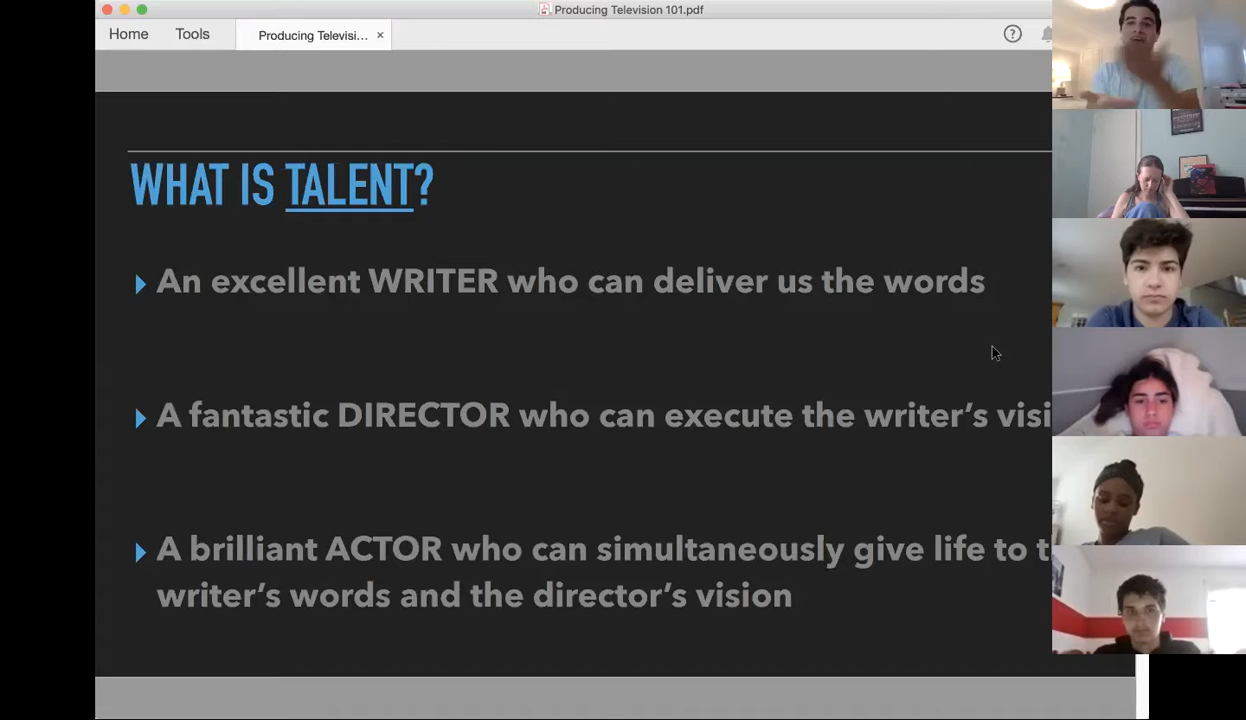 Producing Television 101.pdf
Home
Tools
Producing Televisi...
WHAT IS TALENT?
An excellent WRITER who can deliver us the words
A fantastic DIRECTOR who can execute the writer's visi
A brilliant ACTOR who can simultaneously give life to t
writer's words and the director's vision